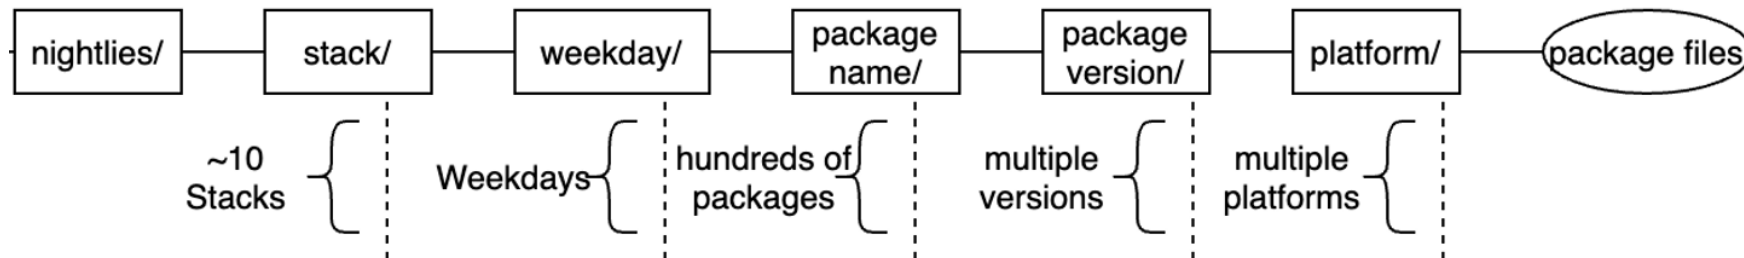 nightlies/
stack/
weekday/
package
name/
package
version/
platform/
package files
~10
Stacks
Weekdays
hundreds of
packages
multiple
versions
multiple
platforms